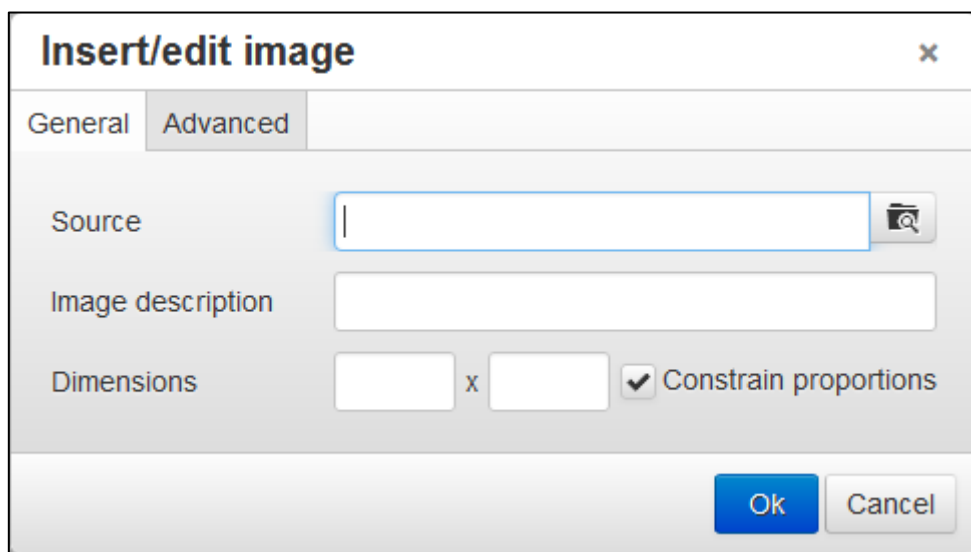 Insert/edit image ×
General Advanced
Source
Image description
Dimensions x Constrain proportions
Ok Cancel